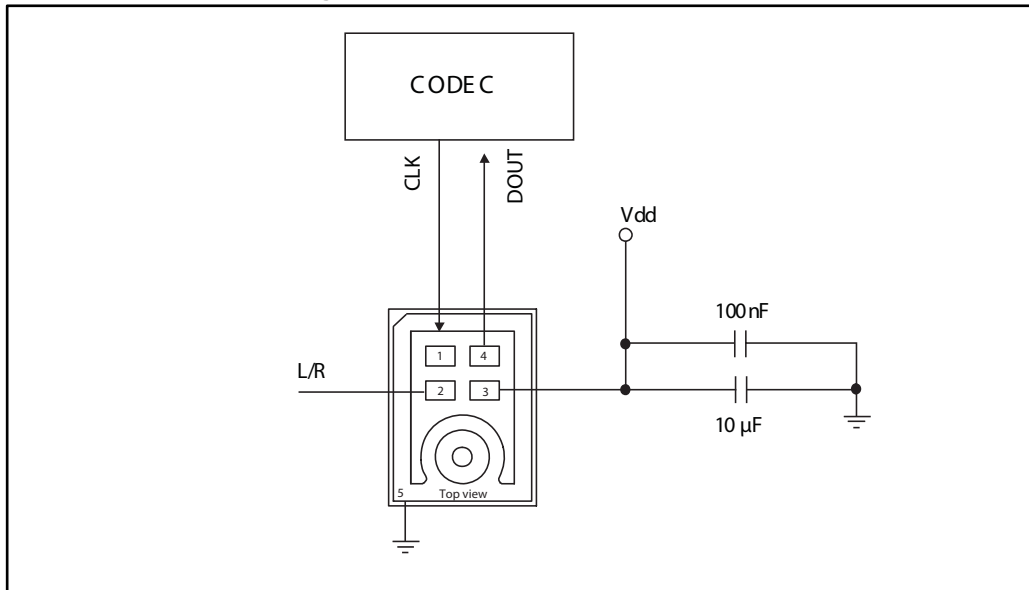 CODEC
CLK
DOUT
Vdd
100 nF
1
4
L/R
2
3
10 µF
5
Top view